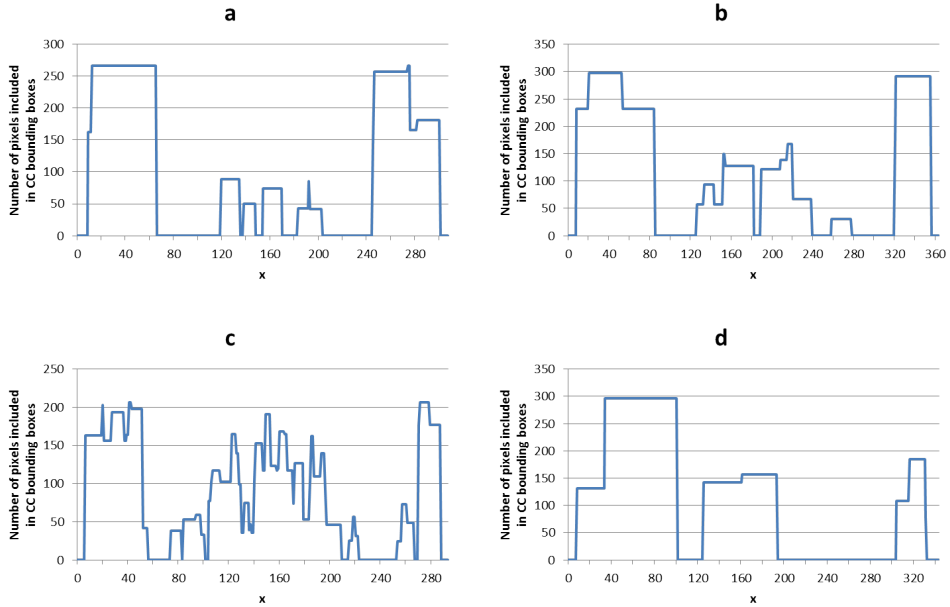 a
Number of pixels included
in CC bounding boxes
300
250
200
150
100
50
0
0 40 80 120 160 200 240 280
x
b
Number of pixels included
in CC bounding boxes
350
300
250
200
150
100
50
0
0 40 80 120 160 200 240 280 320 360
x
c
Number of pixels included
in CC bounding boxes
250
200
150
100
50
0
0 40 80 120 160 200 240 280
x
d
Number of pixels included
in CC bounding boxes
350
300
250
200
150
100
50
0
0 40 80 120 160 200 240 280 320
x